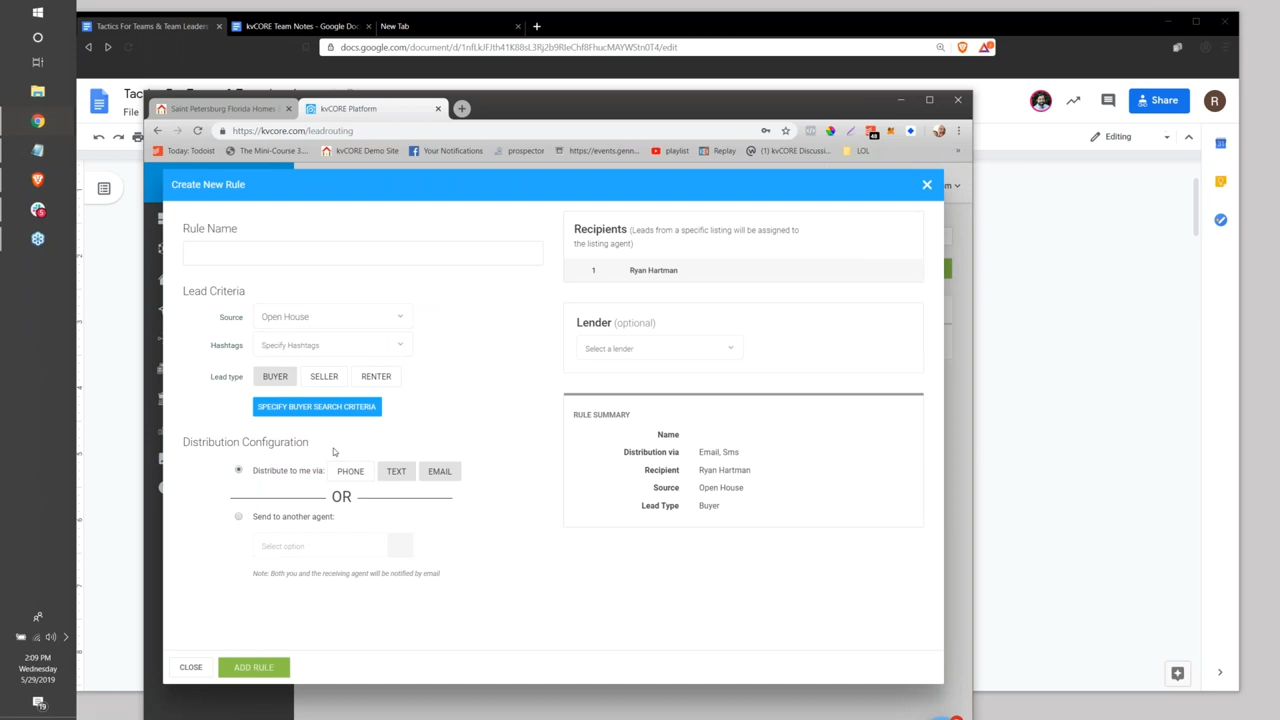 Tactics For Teams & Team Leaders
kvCORE Team Notes - Google Doc
New Tab
docs.google.com/document/d/1nfLkJFJth41K88sL3Rj2b9RleChf8FhucMAYWStn0T4/edit
Tac
File
Share
R
Editing
Saint Petersburg Florida Homes
kvCORE Platform
https://kvcore.com/leadrouting
Today: Todoist
The Mini-Course 3....
kvCORE Demo Site
Your Notifications
prospector
https://events.genn...
playlist
Replay
(1) kvCORE Discussi...
LOL
Create New Rule
m
Rule Name
Lead Criteria
Source
Open House
Hashtags
Specify Hashtags
Lead type
BUYER
SELLER
RENTER
SPECIFY BUYER SEARCH CRITERIA
Distribution Configuration
Distribute to me via:
PHONE
TEXT
EMAIL
OR
Send to another agent:
Select option
Note: Both you and the receiving agent will be notified by email
CLOSE
ADD RULE
Recipients (Leads from a specific listing will be assigned to
the listing agent)
1
Ryan Hartman
Lender (optional)
Select a lender
RULE SUMMARY
Name
Distribution via
Email, Sms
Recipient
Ryan Hartman
Source
Open House
Lead Type
Buyer
2:09 PM
Wednesday
5/29/2019